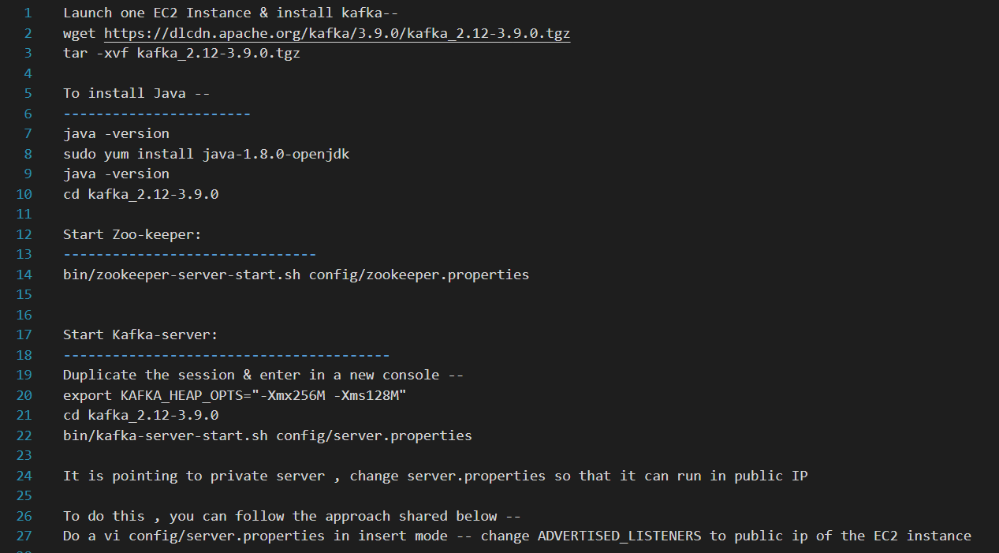 1 Launch one EC2 Instance & install kafka--
2 wget https://dlcdn.apache.org/kafka/3.9.0/kafka_2.12-3.9.0.tgz
3 tar -xvf kafka_2.12-3.9.0.tgz
4
5 To install Java --
6 -----------------------
7 java -version
8 sudo yum install java-1.8.0-openjdk
9 java -version
10 cd kafka_2.12-3.9.0
11
12 Start Zoo-keeper:
13 -------------------------------
14 bin/zookeeper-server-start.sh config/zookeeper.properties
15
16
17 Start Kafka-server:
18 ----------------------------------------
19 Duplicate the session & enter in a new console --
20 export KAFKA_HEAP_OPTS="-Xmx256M -Xms128M"
21 cd kafka_2.12-3.9.0
22 bin/kafka-server-start.sh config/server.properties
23
24 It is pointing to private server , change server.properties so that it can run in public IP
25
26 To do this , you can follow the approach shared below --
27 Do a vi config/server.properties in insert mode -- change ADVERTISED_LISTENERS to public ip of the EC2 instance